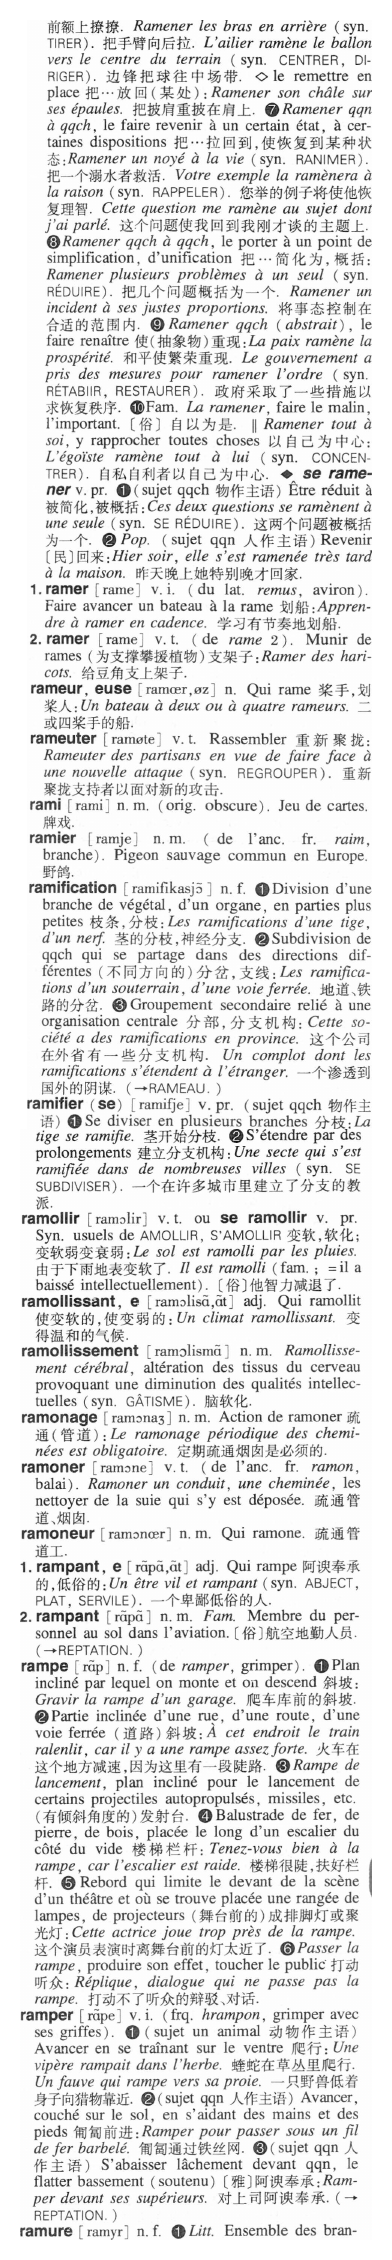 前额上撩撩. Ramener les bras en arrière (syn.
TIRER). 把手臂向后拉. L'ailier ramène le ballon
vers le centre du terrain (syn. CENTRER, DI-
RIGER). 边锋把球往中场带. ◇ le remettre en
place 把…放回(某处): Ramener son châle sur
ses épaules. 把披肩重披在肩上. ❼ Ramener qqn
à qqch, le faire revenir à un certain état, à cer-
taines dispositions 把…拉回到,使恢复到某种状
态: Ramener un noyé à la vie (syn. RANIMER).
把一个溺水者救活. Votre exemple la ramènera à
la raison (syn. RAPPELER). 您举的例子将使他恢
复理智. Cette question me ramène au sujet dont
j'ai parlé. 这个问题使我回到我刚才谈的主题上.
❽ Ramener qqch à qqch, le porter à un point de
simplification, d'unification 把…简化为,概括:
Ramener plusieurs problèmes à un seul (syn.
RÉDUIRE). 把几个问题概括为一个. Ramener un
incident à ses justes proportions. 将事态控制在
合适的范围内. ❾ Ramener qqch (abstrait), le
faire renaître 使(抽象物)重现: La paix ramène la
prospérité. 和平使繁荣重现. Le gouvernement a
pris des mesures pour ramener l'ordre (syn.
RÉTABIIR, RESTAURER). 政府采取了一些措施以
求恢复秩序. ❿ Fam. La ramener, faire le malin,
l'important. [俗] 自以为是. ‖ Ramener tout à
soi, y rapprocher toutes choses 以自己为中心:
L'égoïste ramène tout à lui (syn. CONCEN-
TRER). 自私自利者以自己为中心. ◆ se rame-
ner v. pr. ❶ (sujet qqch 物作主语) Être réduit à
被简化,被概括: Ces deux questions se ramènent à
une seule (syn. SE RÉDUIRE). 这两个问题被概括
为一个. ❷ Pop. (sujet qqn 人作主语) Revenir
[民]回来: Hier soir, elle s'est ramenée très tard
à la maison. 昨天晚上她特别晚才回家.
1. ramer [rame] v. i. (du lat. remus, aviron).
Faire avancer un bateau à la rame 划船: Appren-
dre à ramer en cadence. 学习有节奏地划船.
2. ramer [rame] v. t. (de rame 2). Munir de
rames (为支撑攀援植物)支架子: Ramer des hari-
cots. 给豆角支上架子.
rameur, euse [ramœr,øz] n. Qui rame 桨手,划
桨人: Un bateau à deux ou à quatre rameurs. 二
或四桨手的船.
rameuter [ramøte] v. t. Rassembler 重新聚拢:
Rameuter des partisans en vue de faire face à
une nouvelle attaque (syn. REGROUPER). 重新
聚拢支持者以面对新的攻击.
rami [rami] n. m. (orig. obscure). Jeu de cartes.
牌戏.
ramier [ramje] n. m. (de l'anc. fr. raim,
branche). Pigeon sauvage commun en Europe.
野鸽.
ramification [ramifikasjɔ̃] n. f. ❶ Division d'une
branche de végétal, d'un organe, en parties plus
petites 枝条,分枝: Les ramifications d'une tige,
d'un nerf. 茎的分枝,神经分支. ❷ Subdivision de
qqch qui se partage dans des directions dif-
férentes (不同方向的)分岔,支线: Les ramifica-
tions d'un souterrain, d'une voie ferrée. 地道、铁
路的分岔. ❸ Groupement secondaire relié à une
organisation centrale 分部,分支机构: Cette so-
ciété a des ramifications en province. 这个公司
在外省有一些分支机构. Un complot dont les
ramifications s'étendent à l'étranger. 一个渗透到
国外的阴谋. (→RAMEAU.)
ramifier (se) [ramifje] v. pr. (sujet qqch 物作主
语) ❶ Se diviser en plusieurs branches 分枝: La
tige se ramifie. 茎开始分枝. ❷ S'étendre par des
prolongements 建立分支机构: Une secte qui s'est
ramifiée dans de nombreuses villes (syn. SE
SUBDIVISER). 一个在许多城市里建立了分支的教
派.
ramollir [ramɔlir] v. t. ou se ramollir v. pr.
Syn. usuels de AMOLLIR, S'AMOLLIR 变软,软化;
变软弱变衰弱: Le sol est ramolli par les pluies.
由于下雨地表变软了. Il est ramolli (fam.; =il a
baissé intellectuellement). [俗]他智力减退了.
ramollissant, e [ramɔlisɑ̃,ɑ̃t] adj. Qui ramollit
使变软的,使变弱的: Un climat ramollissant. 变
得温和的气候.
ramollissement [ramɔlismɑ̃] n. m. Ramollisse-
ment cérébral, altération des tissus du cerveau
provoquant une diminution des qualités intellec-
tuelles (syn. GÂTISME). 脑软化.
ramonage [ramɔnaʒ] n. m. Action de ramoner 疏
通(管道): Le ramonage périodique des chemi-
nées est obligatoire. 定期疏通烟囱是必须的.
ramoner [ramɔne] v. t. (de l'anc. fr. ramon,
balai). Ramoner un conduit, une cheminée, les
nettoyer de la suie qui s'y est déposée. 疏通管
道、烟囱.
ramoneur [ramɔnœr] n. m. Qui ramone. 疏通管
道工.
1. rampant, e [rɑ̃pɑ̃,ɑ̃t] adj. Qui rampe 阿谀奉承
的,低俗的: Un être vil et rampant (syn. ABJECT,
PLAT, SERVILE). 一个卑鄙低俗的人.
2. rampant [rɑ̃pɑ̃] n. m. Fam. Membre du per-
sonnel au sol dans l'aviation. [俗]航空地勤人员.
(→REPTATION.)
rampe [rɑ̃p] n. f. (de ramper, grimper). ❶ Plan
incliné par lequel on monte et on descend 斜坡:
Gravir la rampe d'un garage. 爬车库前的斜坡.
❷ Partie inclinée d'une rue, d'une route, d'une
voie ferrée (道路)斜坡: À cet endroit le train
ralenlit, car il y a une rampe assez forte. 火车在
这个地方减速,因为这里有一段陡路. ❸ Rampe de
lancement, plan incliné pour le lancement de
certains projectiles autopropulsés, missiles, etc.
(有倾斜角度的)发射台. ❹ Balustrade de fer, de
pierre, de bois, placée le long d'un escalier du
côté du vide 楼梯栏杆: Tenez-vous bien à la
rampe, car l'escalier est raide. 楼梯很陡,扶好栏
杆. ❺ Rebord qui limite le devant de la scène
d'un théâtre et où se trouve placée une rangée de
lampes, de projecteurs (舞台前的)成排脚灯或聚
光灯: Cette actrice joue trop près de la rampe.
这个演员表演时离舞台前的灯太近了. ❻ Passer la
rampe, produire son effet, toucher le public 打动
听众: Réplique, dialogue qui ne passe pas la
rampe. 打动不了听众的辩驳、对话.
ramper [rɑ̃pe] v. i. (frq. hrampon, grimper avec
ses griffes). ❶ (sujet un animal 动物作主语)
Avancer en se traînant sur le ventre 爬行: Une
vipère rampait dans l'herbe. 蝰蛇在草丛里爬行.
Un fauve qui rampe vers sa proie. 一只野兽低着
身子向猎物靠近. ❷ (sujet qqn 人作主语) Avancer,
couché sur le sol, en s'aidant des mains et des
pieds 匍匐前进: Ramper pour passer sous un fil
de fer barbelé. 匍匐通过铁丝网. ❸ (sujet qqn 人
作主语) S'abaisser lâchement devant qqn, le
flatter bassement (soutenu) [雅]阿谀奉承: Ram-
per devant ses supérieurs. 对上司阿谀奉承. (→
REPTATION.)
ramure [ramyr] n. f. ❶ Litt. Ensemble des bran-